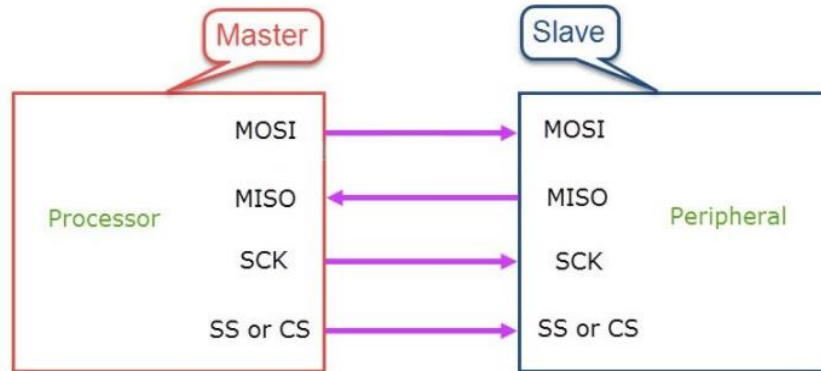 Master
Slave
MOSI
MOSI
MISO
MISO
Processor
Peripheral
SCK
SCK
SS or CS
SS or CS